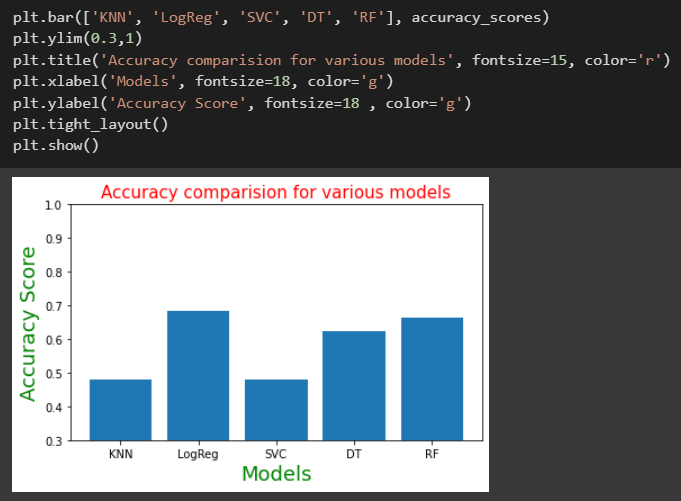 plt.bar(['KNN', 'LogReg', 'SVC', 'DT', 'RF'], accuracy_scores)
plt.ylim(0.3,1)
plt.title('Accuracy comparision for various models', fontsize=15, color='r')
plt.xlabel('Models', fontsize=18, color='g')
plt.ylabel('Accuracy Score', fontsize=18 , color='g')
plt.tight_layout()
plt.show()
Accuracy comparision for various models
Accuracy Score
1.0
0.9
0.8
0.7
0.6
0.5
0.4
0.3
KNN LogReg SVC DT RF
Models